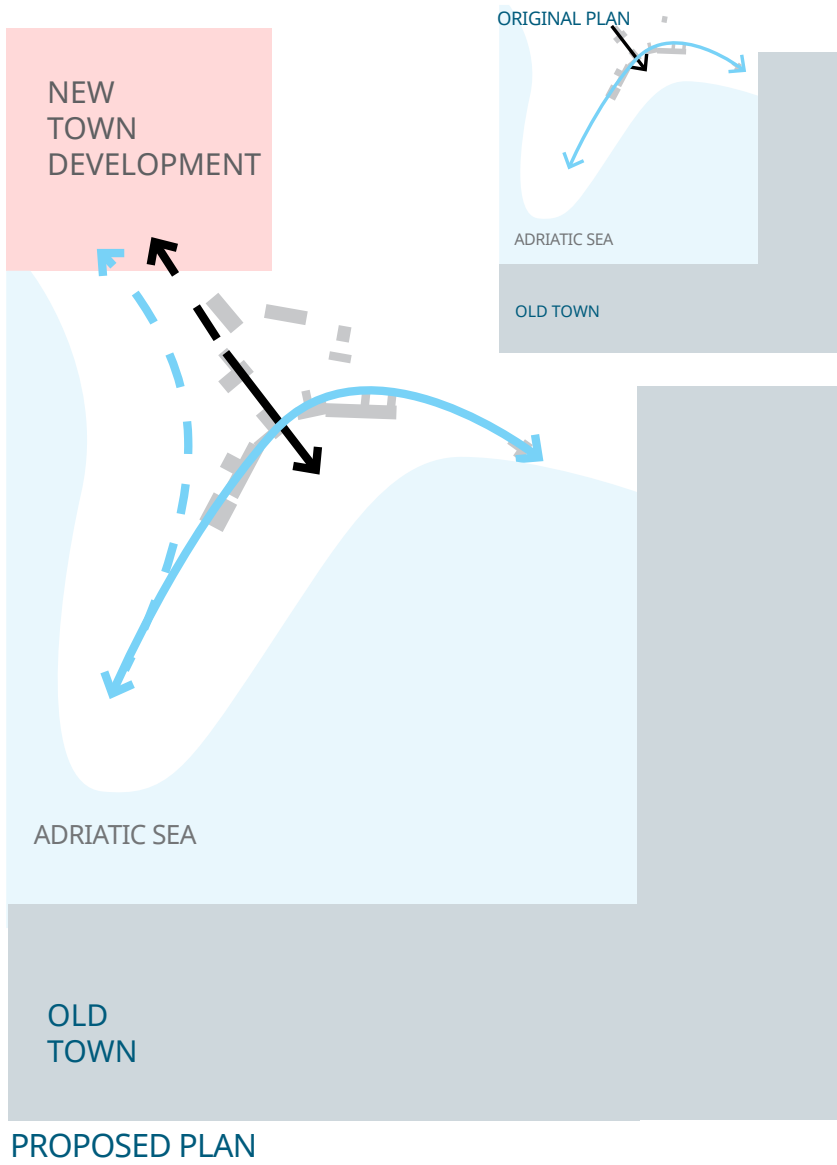 ORIGINAL PLAN
NEW
TOWN
DEVELOPMENT
ADRIATIC SEA
OLD TOWN
ADRIATIC SEA
OLD
TOWN
PROPOSED PLAN